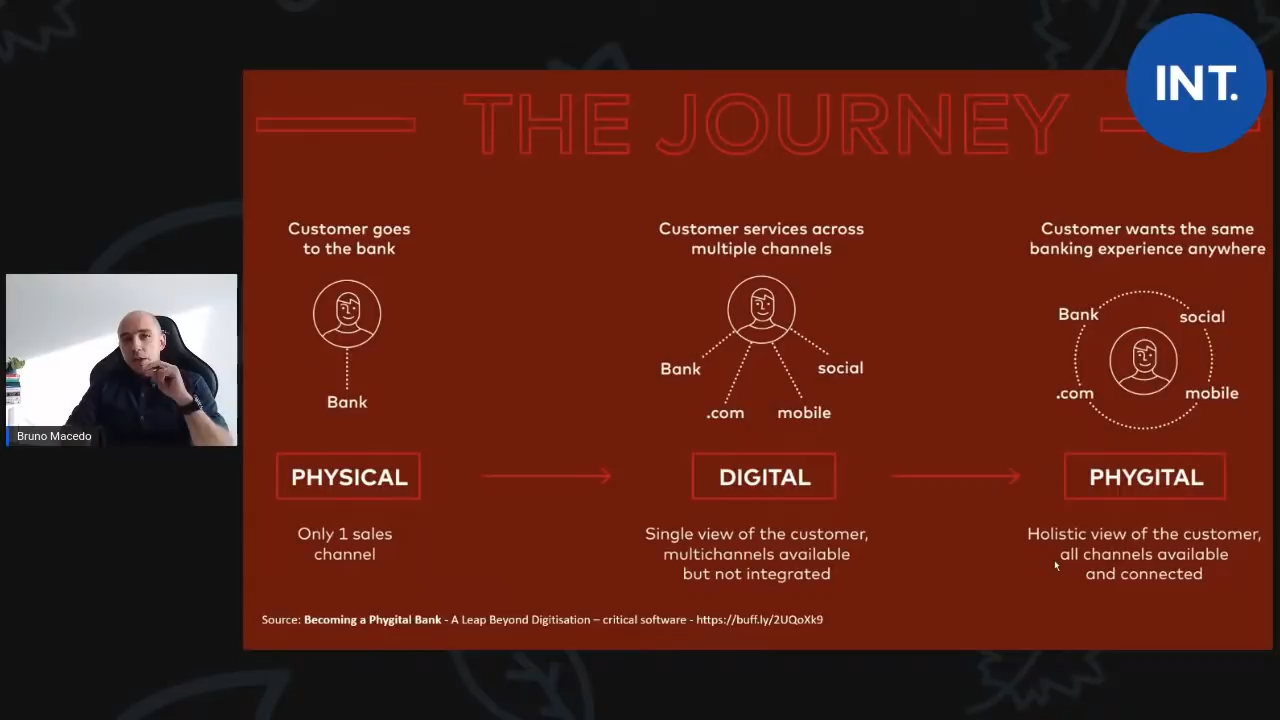 INT.
THE JOURNEY
Customer goes
to the bank
Bank
PHYSICAL
Only 1 sales
channel
Customer services across
multiple channels
Bank
social
.com
mobile
DIGITAL
Single view of the customer,
multichannels available
but not integrated
Customer wants the same
banking experience anywhere
Bank
social
.com
mobile
PHYGITAL
Holistic view of the customer,
all channels available
and connected
Source: Becoming a Phygital Bank - A Leap Beyond Digitisation – critical software - https://buff.ly/2UQoXk9
Bruno Macedo